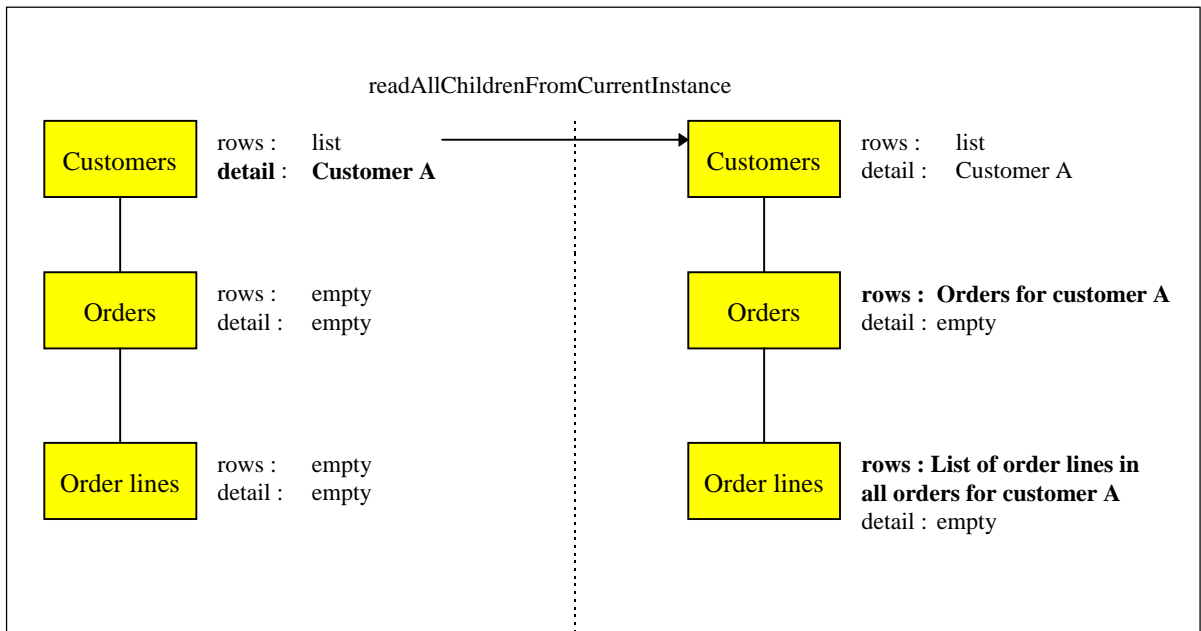 readAllChildrenFromCurrentInstance
Customers
rows : list
detail : Customer A
Orders
rows : empty
detail : empty
Order lines
rows : empty
detail : empty
Customers
rows : list
detail : Customer A
Orders
rows : Orders for customer A
detail : empty
Order lines
rows : List of order lines in
all orders for customer A
detail : empty